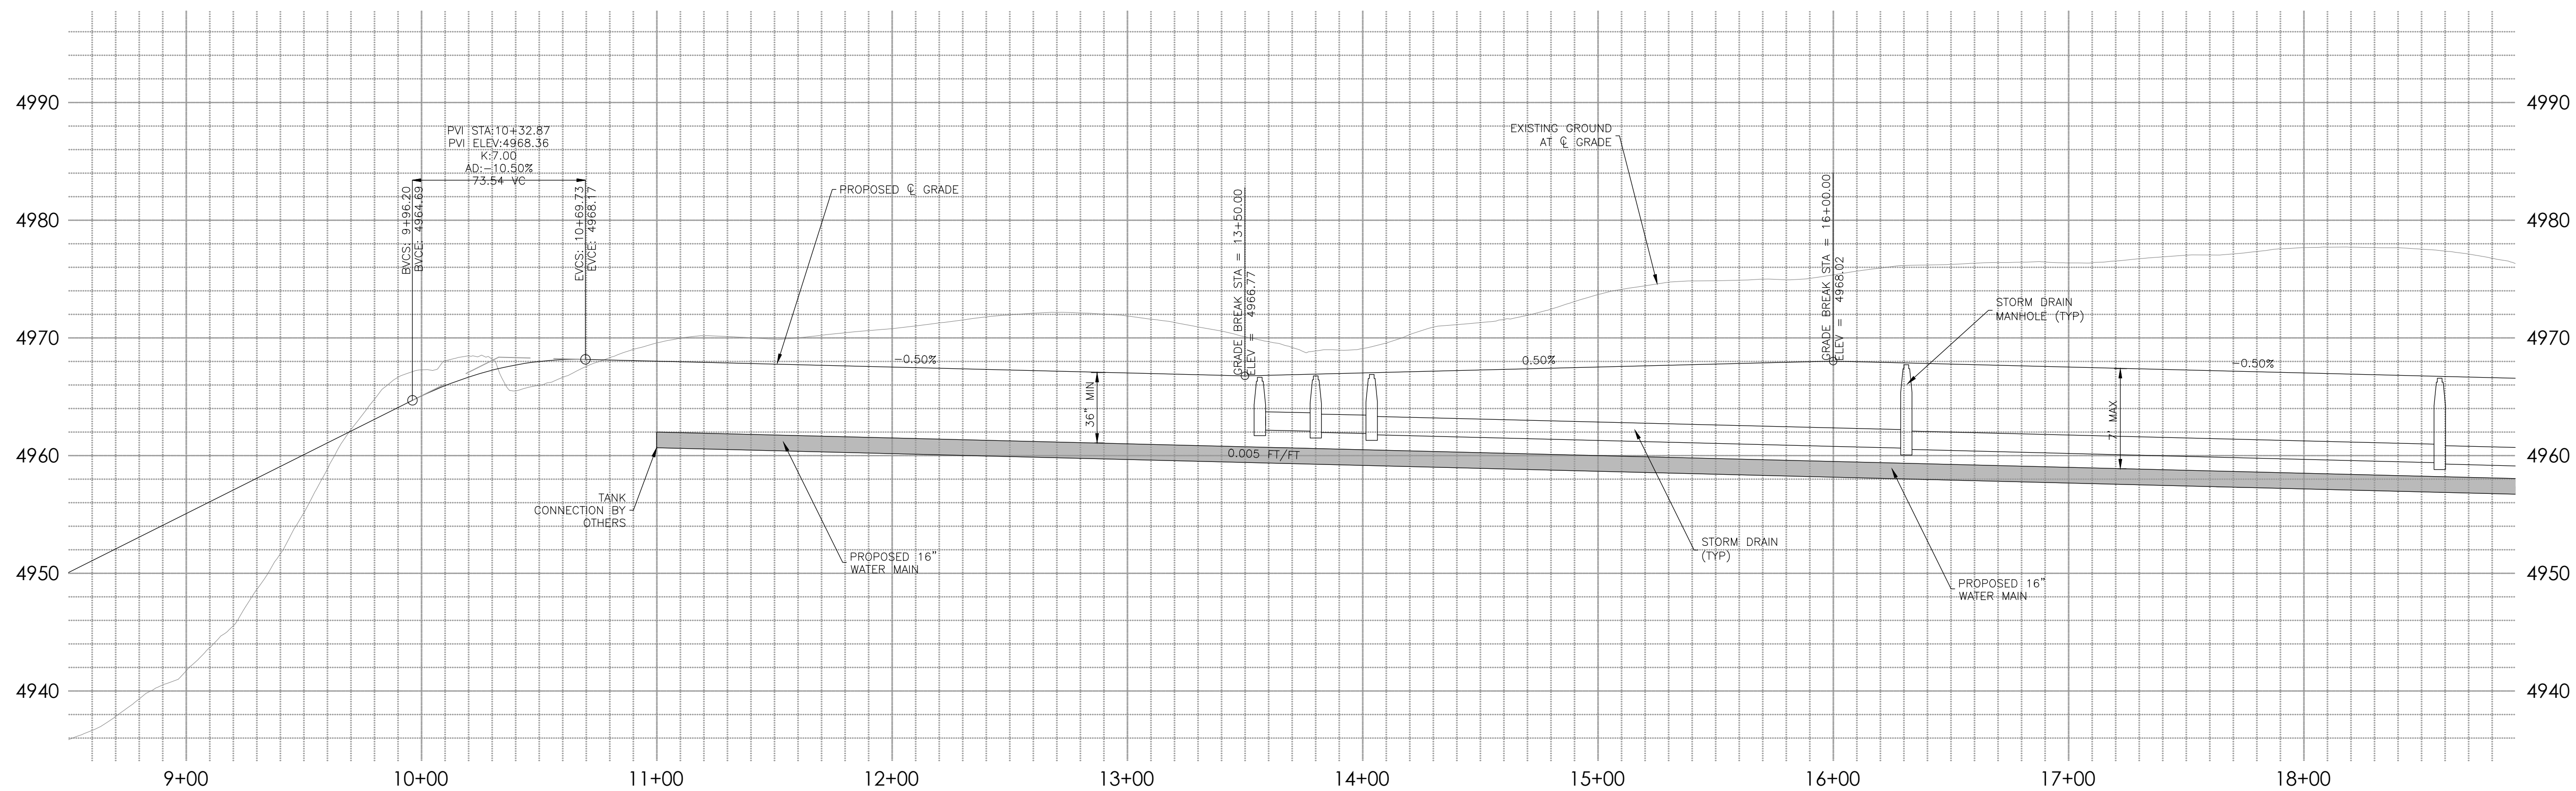 4990
4990
PVI STA:10+32.87
PVI ELEV:4968.36
K:7.00
AD:-10.50%
73.54 VC
EXISTING GROUND
AT ℄ GRADE
BVCS: 9+96.20
BVCE: 4964.69
EVCS: 10+69.73
EVCE: 4968.17
PROPOSED ℄ GRADE
GRADE BREAK STA = 13+50.00
ELEV = 4966.77
GRADE BREAK STA = 16+00.00
ELEV = 4968.02
4980
4980
STORM DRAIN
MANHOLE (TYP)
4970
4970
-0.50%
0.50%
-0.50%
36" MIN
7' MAX
4960
0.005 FT/FT
4960
TANK
CONNECTION BY
OTHERS
PROPOSED 16"
WATER MAIN
STORM DRAIN
(TYP)
PROPOSED 16"
WATER MAIN
4950
4950
4940
4940
9+00
10+00
11+00
12+00
13+00
14+00
15+00
16+00
17+00
18+00